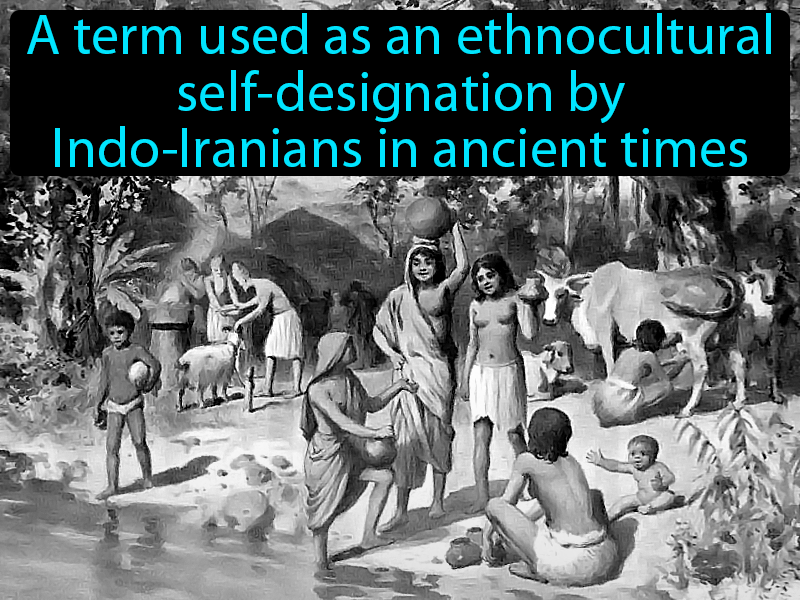 A term used as an ethnocultural
self-designation by
Indo-Iranians in ancient times